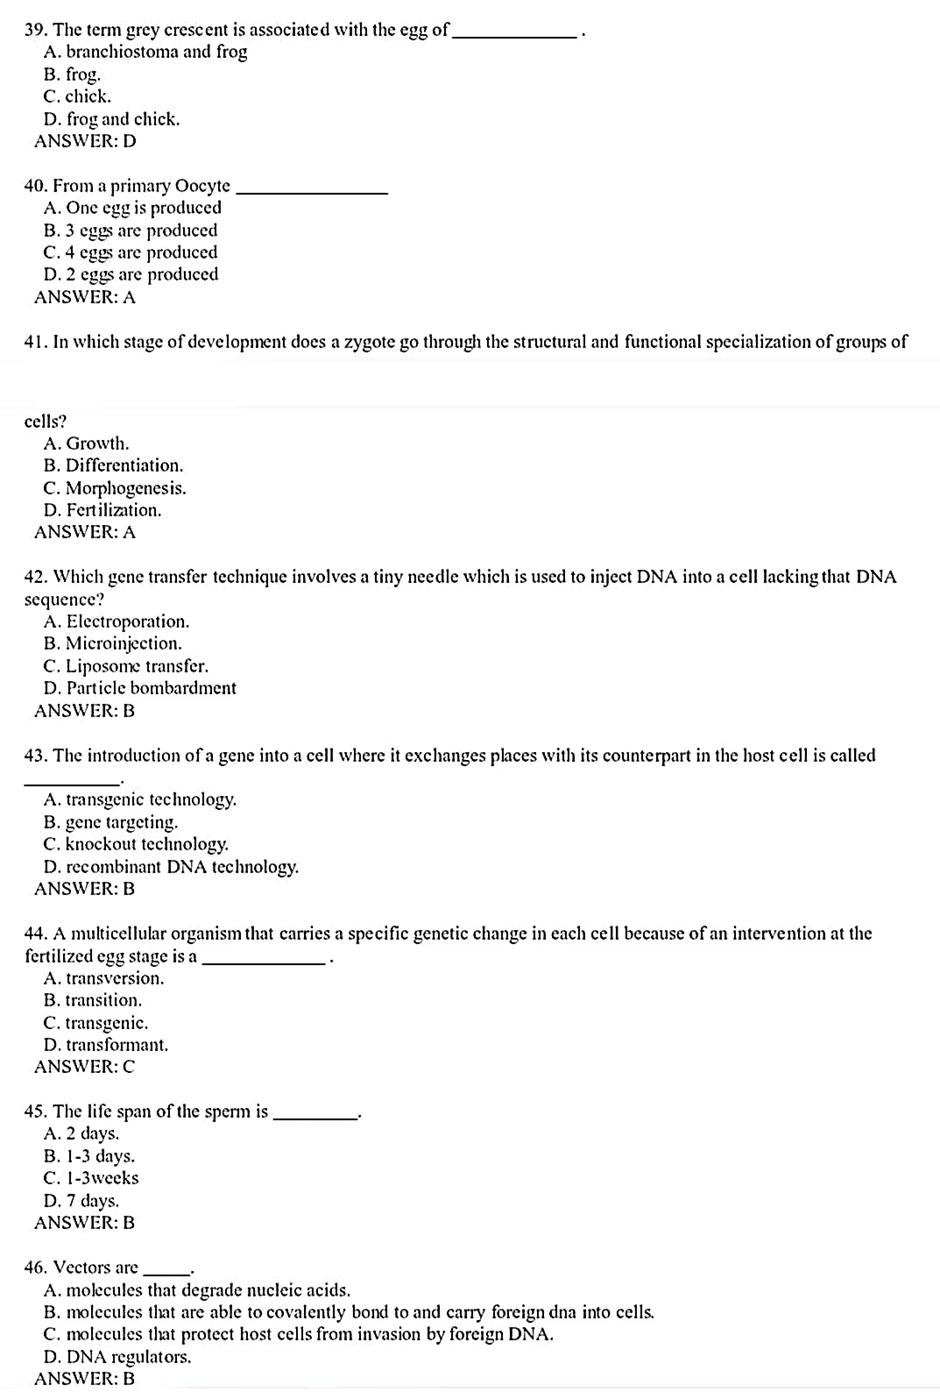 39. The term grey crescent is associated with the egg of______________ .
A. branchiostoma and frog
B. frog.
C. chick.
D. frog and chick.
ANSWER: D
40. From a primary Oocyte _________________
A. One egg is produced
B. 3 eggs are produced
C. 4 eggs are produced
D. 2 eggs are produced
ANSWER: A
41. In which stage of development does a zygote go through the structural and functional specialization of groups of
cells?
A. Growth.
B. Differentiation.
C. Morphogenesis.
D. Fertilization.
ANSWER: A
42. Which gene transfer technique involves a tiny needle which is used to inject DNA into a cell lacking that DNA
sequence?
A. Electroporation.
B. Microinjection.
C. Liposome transfer.
D. Particle bombardment
ANSWER: B
43. The introduction of a gene into a cell where it exchanges places with its counterpart in the host cell is called
___________.
A. transgenic technology.
B. gene targeting.
C. knockout technology.
D. recombinant DNA technology.
ANSWER: B
44. A multicellular organism that carries a specific genetic change in each cell because of an intervention at the
fertilized egg stage is a ______________ .
A. transversion.
B. transition.
C. transgenic.
D. transformant.
ANSWER: C
45. The life span of the sperm is __________.
A. 2 days.
B. 1-3 days.
C. 1-3weeks
D. 7 days.
ANSWER: B
46. Vectors are _____.
A. molecules that degrade nucleic acids.
B. molecules that are able to covalently bond to and carry foreign dna into cells.
C. molecules that protect host cells from invasion by foreign DNA.
D. DNA regulators.
ANSWER: B